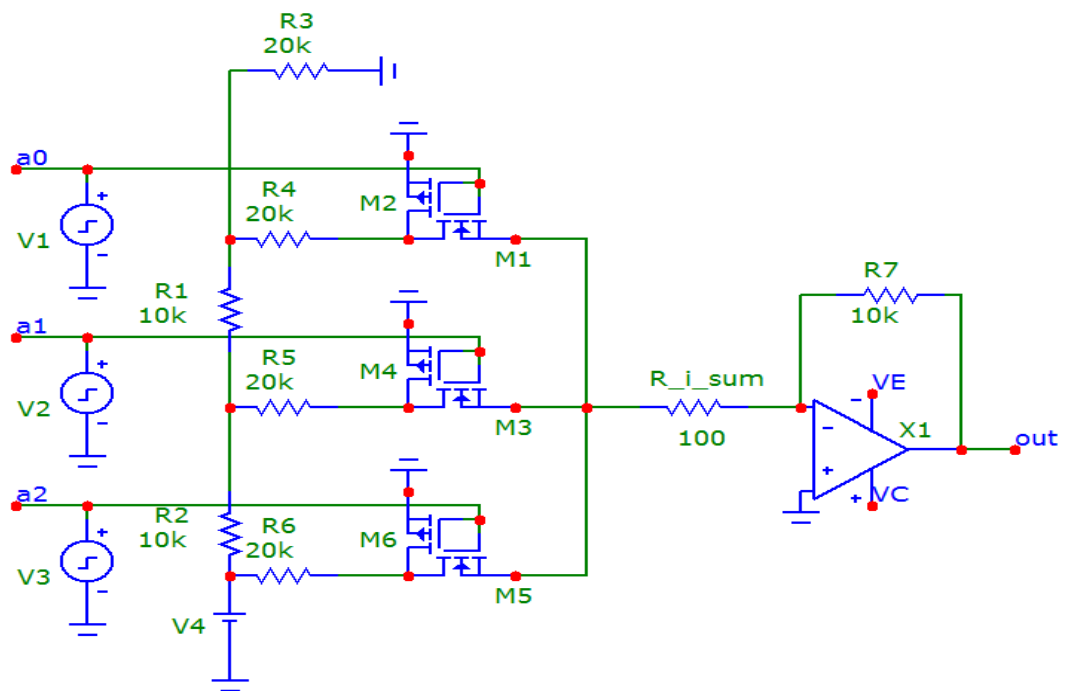 R3
20k
a0
V1
+
-
R4
20k
M2
M1
R1
10k
a1
V2
+
-
R5
20k
M4
M3
R_i_sum
100
R7
10k
VE
-
-
+
X1
+
VC
out
a2
V3
+
-
R2
10k
R6
20k
M6
M5
V4